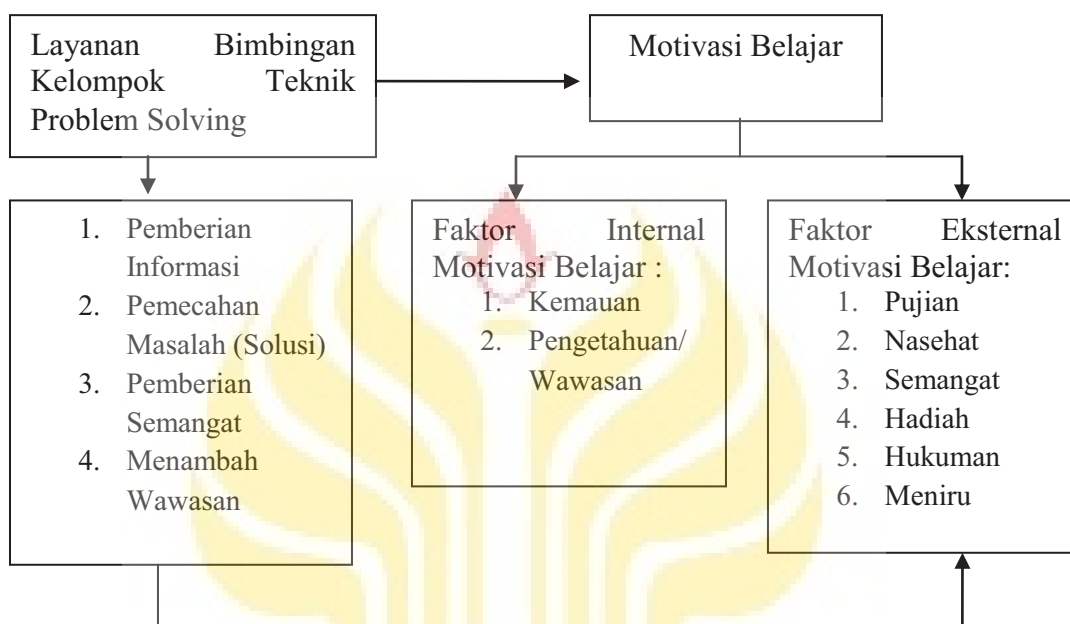 Layanan Bimbingan
Kelompok Teknik
Problem Solving
Motivasi Belajar
1. Pemberian
Informasi
2. Pemecahan
Masalah (Solusi)
3. Pemberian
Semangat
4. Menambah
Wawasan
Faktor Internal
Motivasi Belajar :
1. Kemauan
2. Pengetahuan/
Wawasan
Faktor Eksternal
Motivasi Belajar:
1. Pujian
2. Nasehat
3. Semangat
4. Hadiah
5. Hukuman
6. Meniru